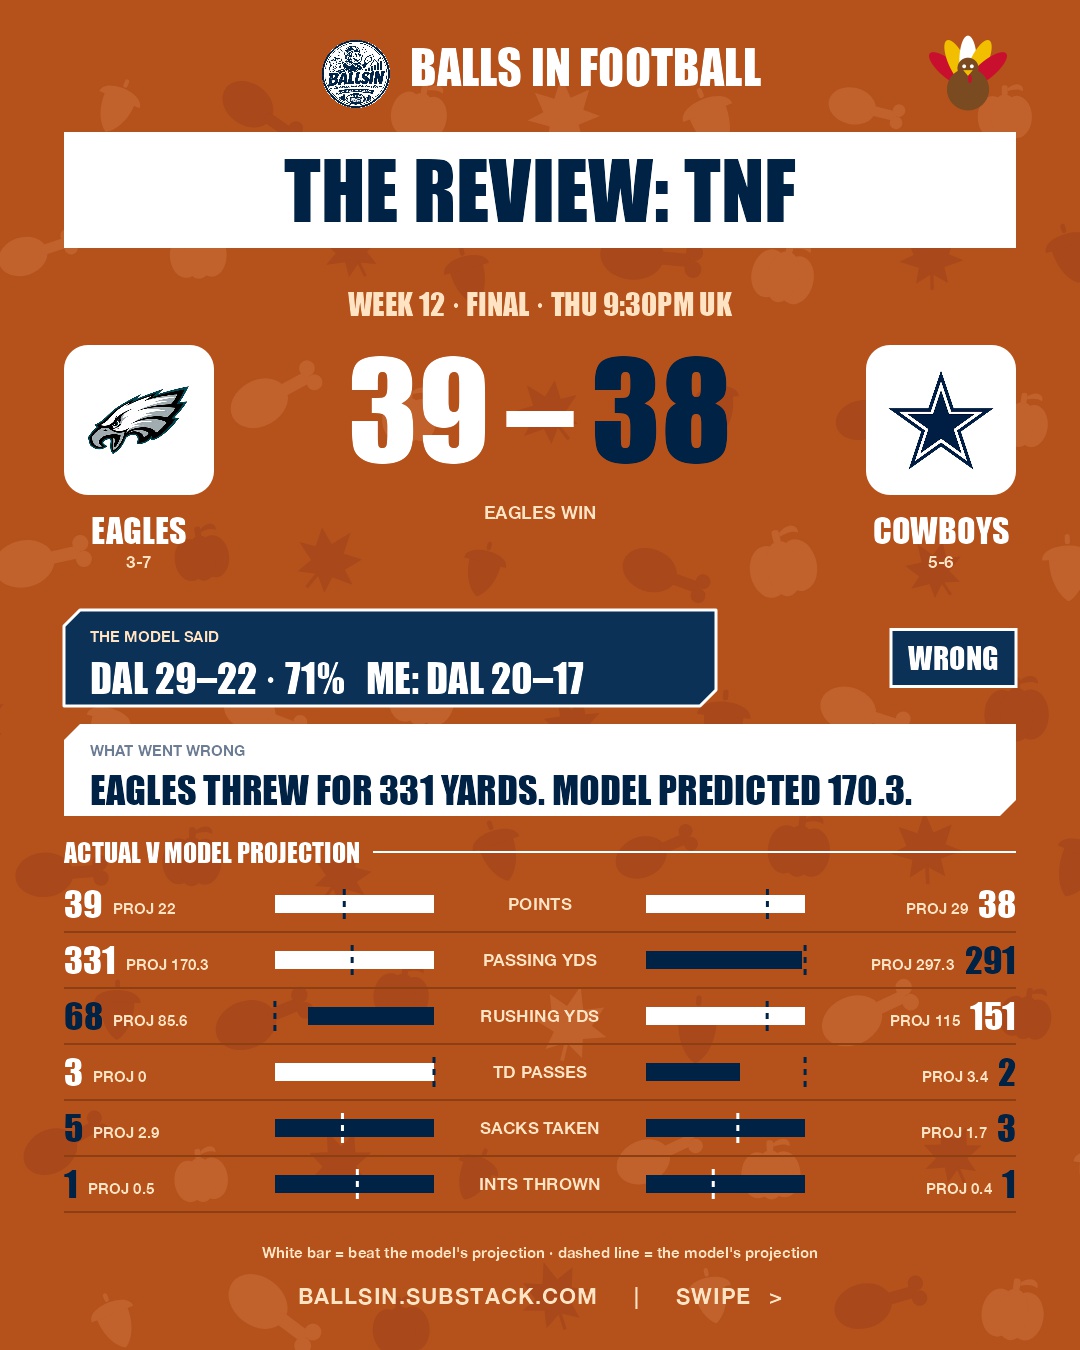 BALLSIN
BALLS IN FOOTBALL
THE REVIEW: TNF
WEEK 12 · FINAL · THU 9:30PM UK
39 – 38
EAGLES WIN
EAGLES
3-7
COWBOYS
5-6
THE MODEL SAID
DAL 29–22 · 71% ME: DAL 20–17
WRONG
WHAT WENT WRONG
EAGLES THREW FOR 331 YARDS. MODEL PREDICTED 170.3.
ACTUAL V MODEL PROJECTION
39 PROJ 22 POINTS PROJ 29 38
331 PROJ 170.3 PASSING YDS PROJ 297.3 291
68 PROJ 85.6 RUSHING YDS PROJ 115 151
3 PROJ 0 TD PASSES PROJ 3.4 2
5 PROJ 2.9 SACKS TAKEN PROJ 1.7 3
1 PROJ 0.5 INTS THROWN PROJ 0.4 1
White bar = beat the model's projection · dashed line = the model's projection
BALLSIN.SUBSTACK.COM | SWIPE >